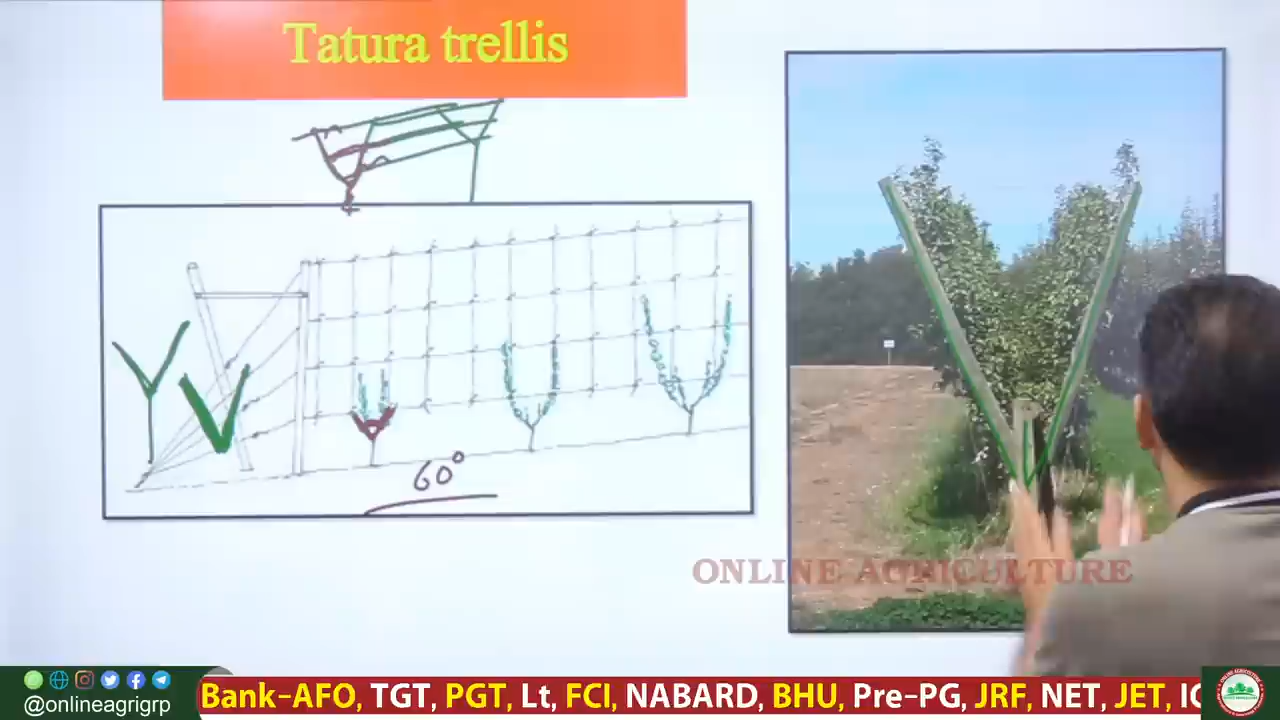 Tatura trellis
60°
ONLINE AGRICULTURE
@onlineagrigrp
Bank-AFO, TGT, PGT, Lt, FCI, NABARD, BHU, Pre-PG, JRF, NET, JET,